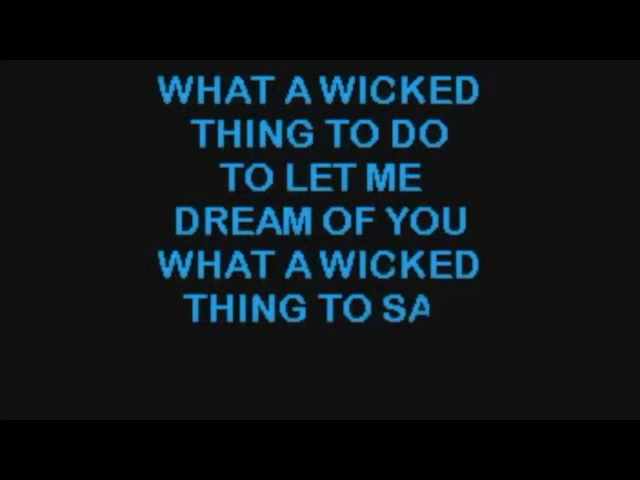 WHAT A WICKED
THING TO DO
TO LET ME
DREAM OF YOU
WHAT A WICKED
THING TO SA